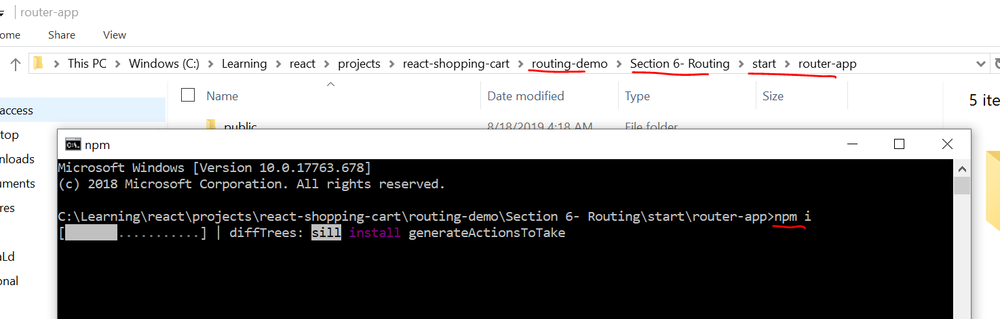 router-app
ome Share View
This PC > Windows (C:) > Learning > react > projects > react-shopping-cart > routing-demo > Section 6- Routing > start > router-app
Name Date modified Type Size
5 ite
access
public 8/18/2019 4:18 AM File folder
top
npm
nloads
Microsoft Windows [Version 10.0.17763.678]
uments
(c) 2018 Microsoft Corporation. All rights reserved.
res
C:\Learning\react\projects\react-shopping-cart\routing-demo\Section 6- Routing\start\router-app>npm i
[ ...........] | diffTrees: sill install generateActionsToTake
aLd
onal